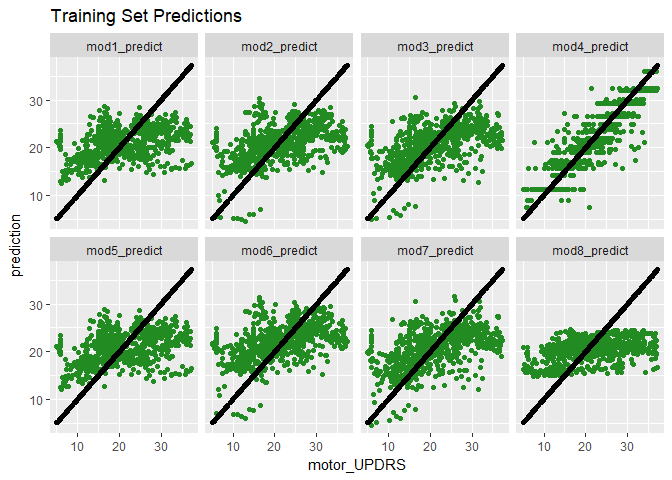 Training Set Predictions
mod1_predict mod2_predict mod3_predict mod4_predict
30
20
10
mod5_predict mod6_predict mod7_predict mod8_predict
30
20
10
prediction
10 20 30 10 20 30 10 20 30 10 20 30
motor_UPDRS